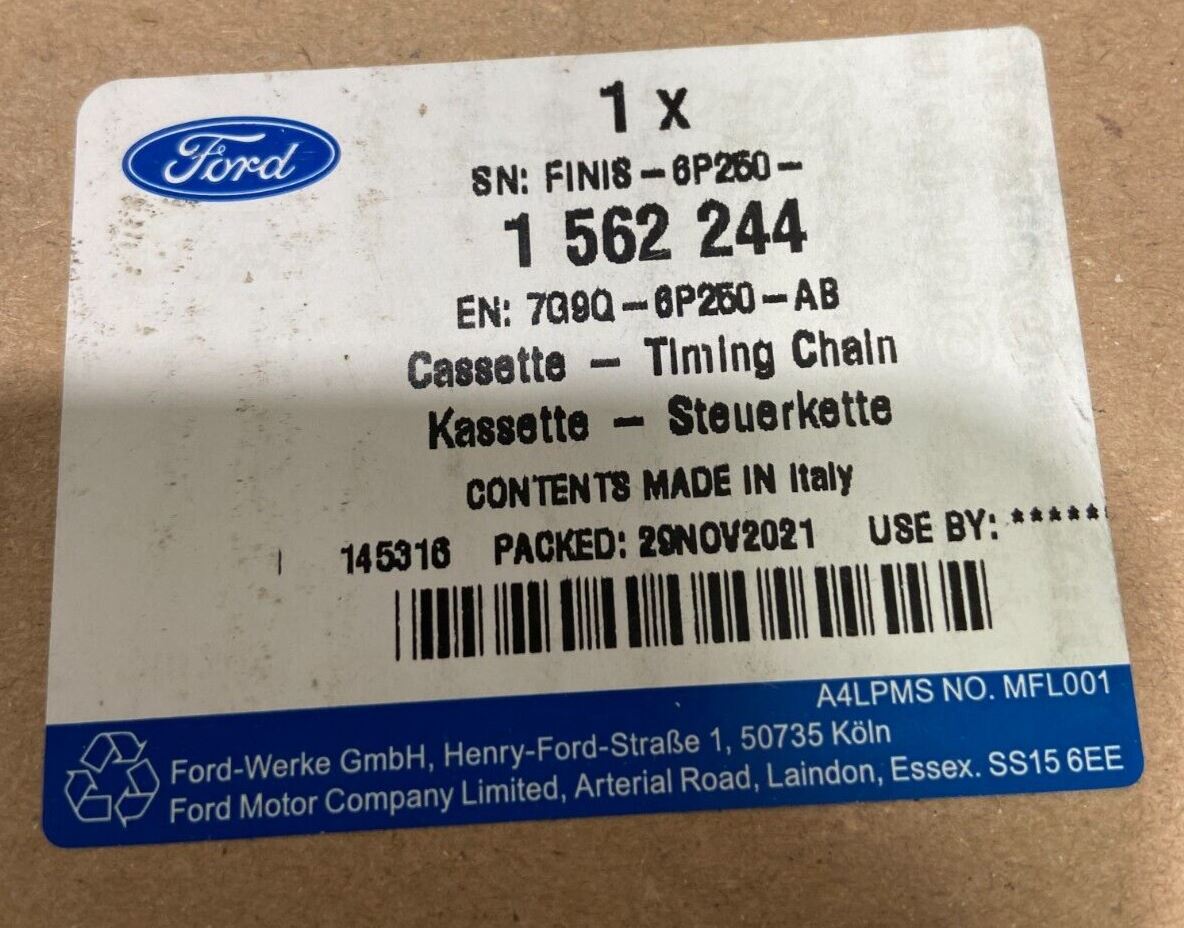 Ford
1 x
SN: FINIS-6P250-
1 562 244
EN: 7G9Q-6P250-AB
Cassette - Timing Chain
Kassette - Steuerkette
CONTENTS MADE IN Italy
145316 PACKED: 29NOV2021 USE BY: *****
A4LPMS NO. MFL001
Ford-Werke GmbH, Henry-Ford-Straße 1, 50735 Köln
Ford Motor Company Limited, Arterial Road, Laindon, Essex. SS15 6EE